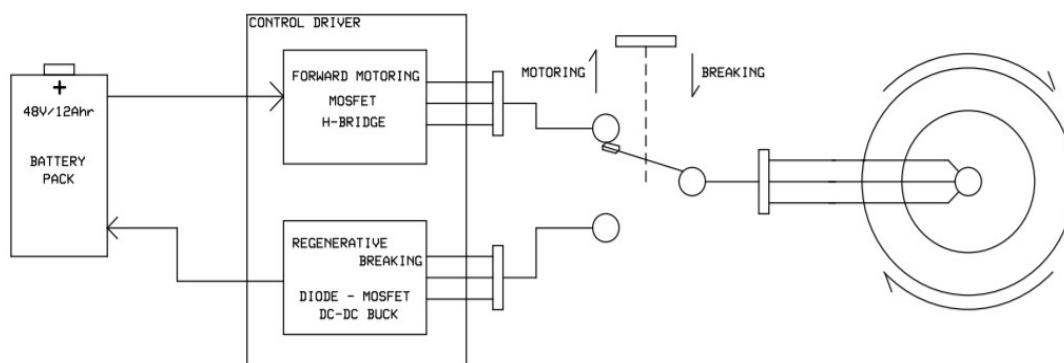 CONTROL DRIVER
+
48V/12Ahr
BATTERY
PACK
FORWARD MOTORING
MOSFET
H-BRIDGE
MOTORING
BREAKING
REGENERATIVE
BREAKING
DIODE - MOSFET
DC-DC BUCK